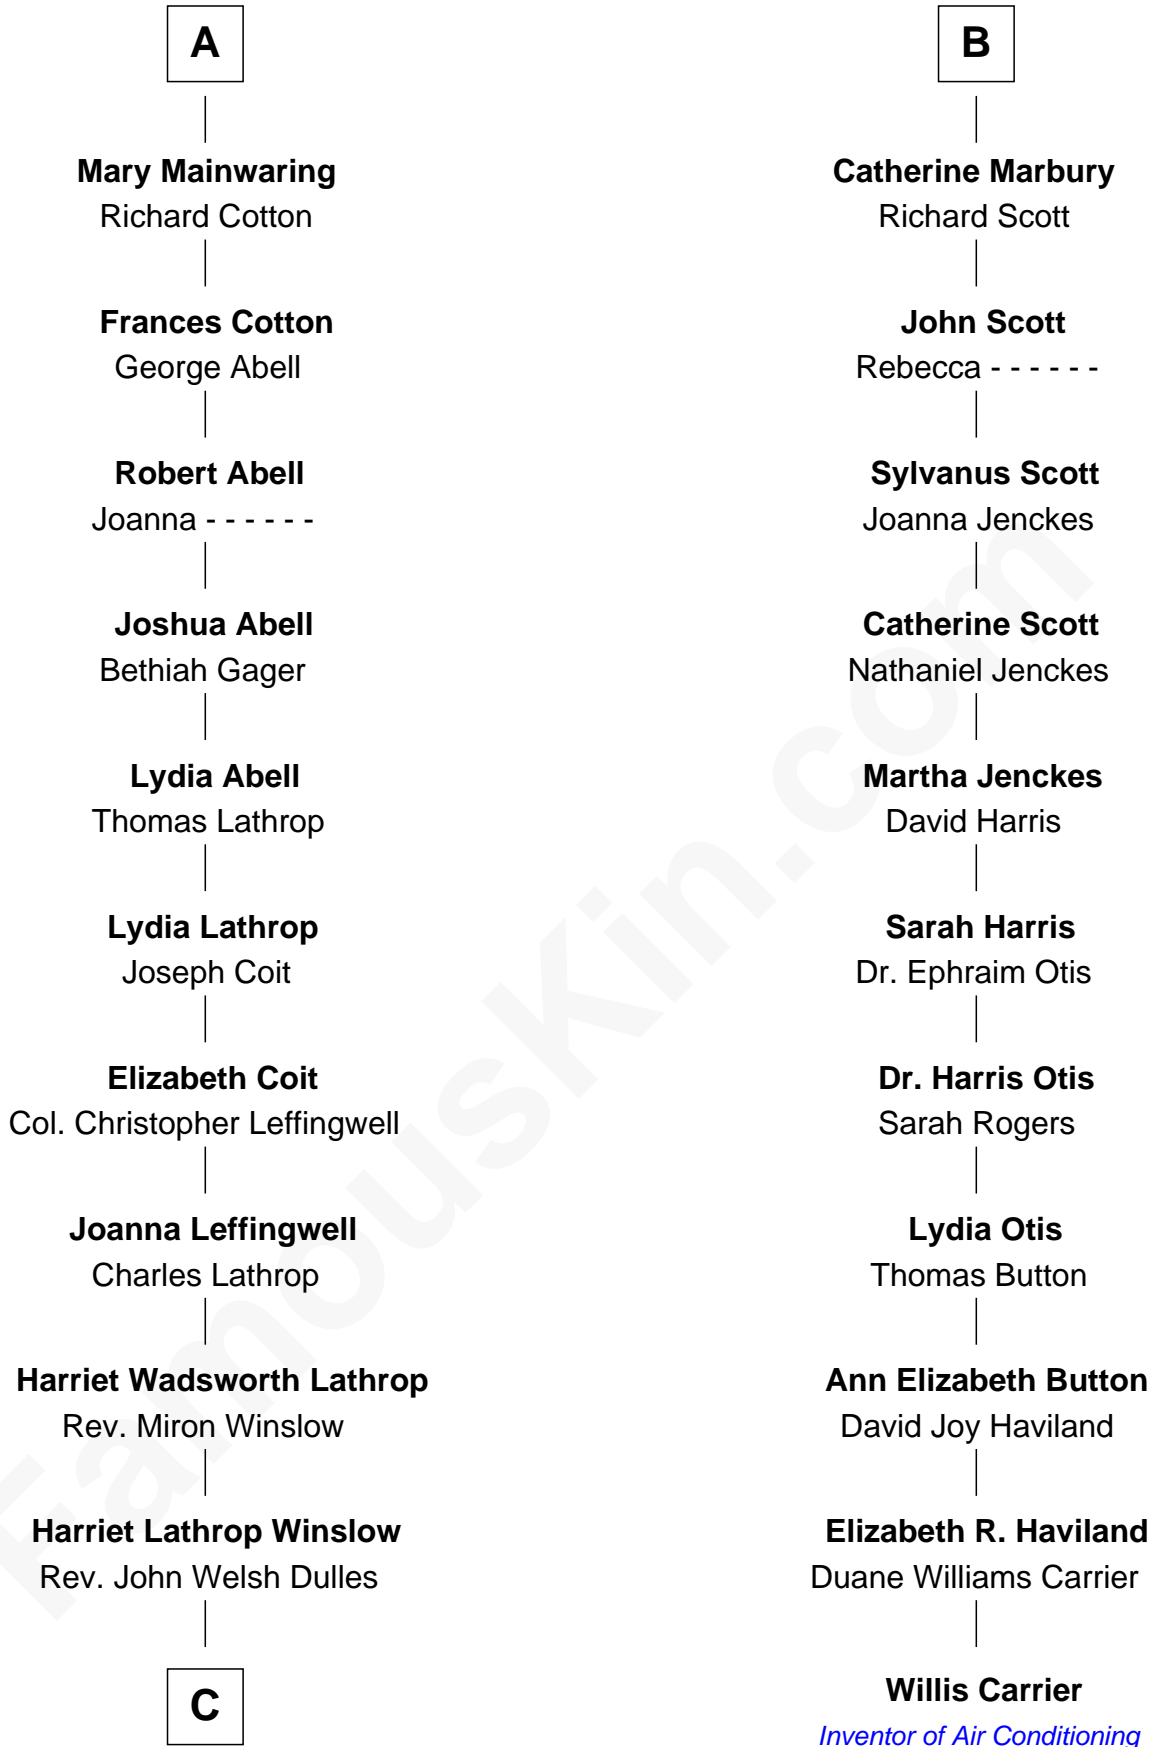 A
Mary Mainwaring
Richard Cotton
Frances Cotton
George Abell
Robert Abell
Joanna - - - - - -
Joshua Abell
Bethiah Gager
Lydia Abell
Thomas Lathrop
Lydia Lathrop
Joseph Coit
Elizabeth Coit
Col. Christopher Leffingwell
Joanna Leffingwell
Charles Lathrop
Harriet Wadsworth Lathrop
Rev. Miron Winslow
Harriet Lathrop Winslow
Rev. John Welsh Dulles
C
B
Catherine Marbury
Richard Scott
John Scott
Rebecca - - - - - -
Sylvanus Scott
Joanna Jenckes
Catherine Scott
Nathaniel Jenckes
Martha Jenckes
David Harris
Sarah Harris
Dr. Ephraim Otis
Dr. Harris Otis
Sarah Rogers
Lydia Otis
Thomas Button
Ann Elizabeth Button
David Joy Haviland
Elizabeth R. Haviland
Duane Williams Carrier
Willis Carrier
Inventor of Air Conditioning
FamousKin.com